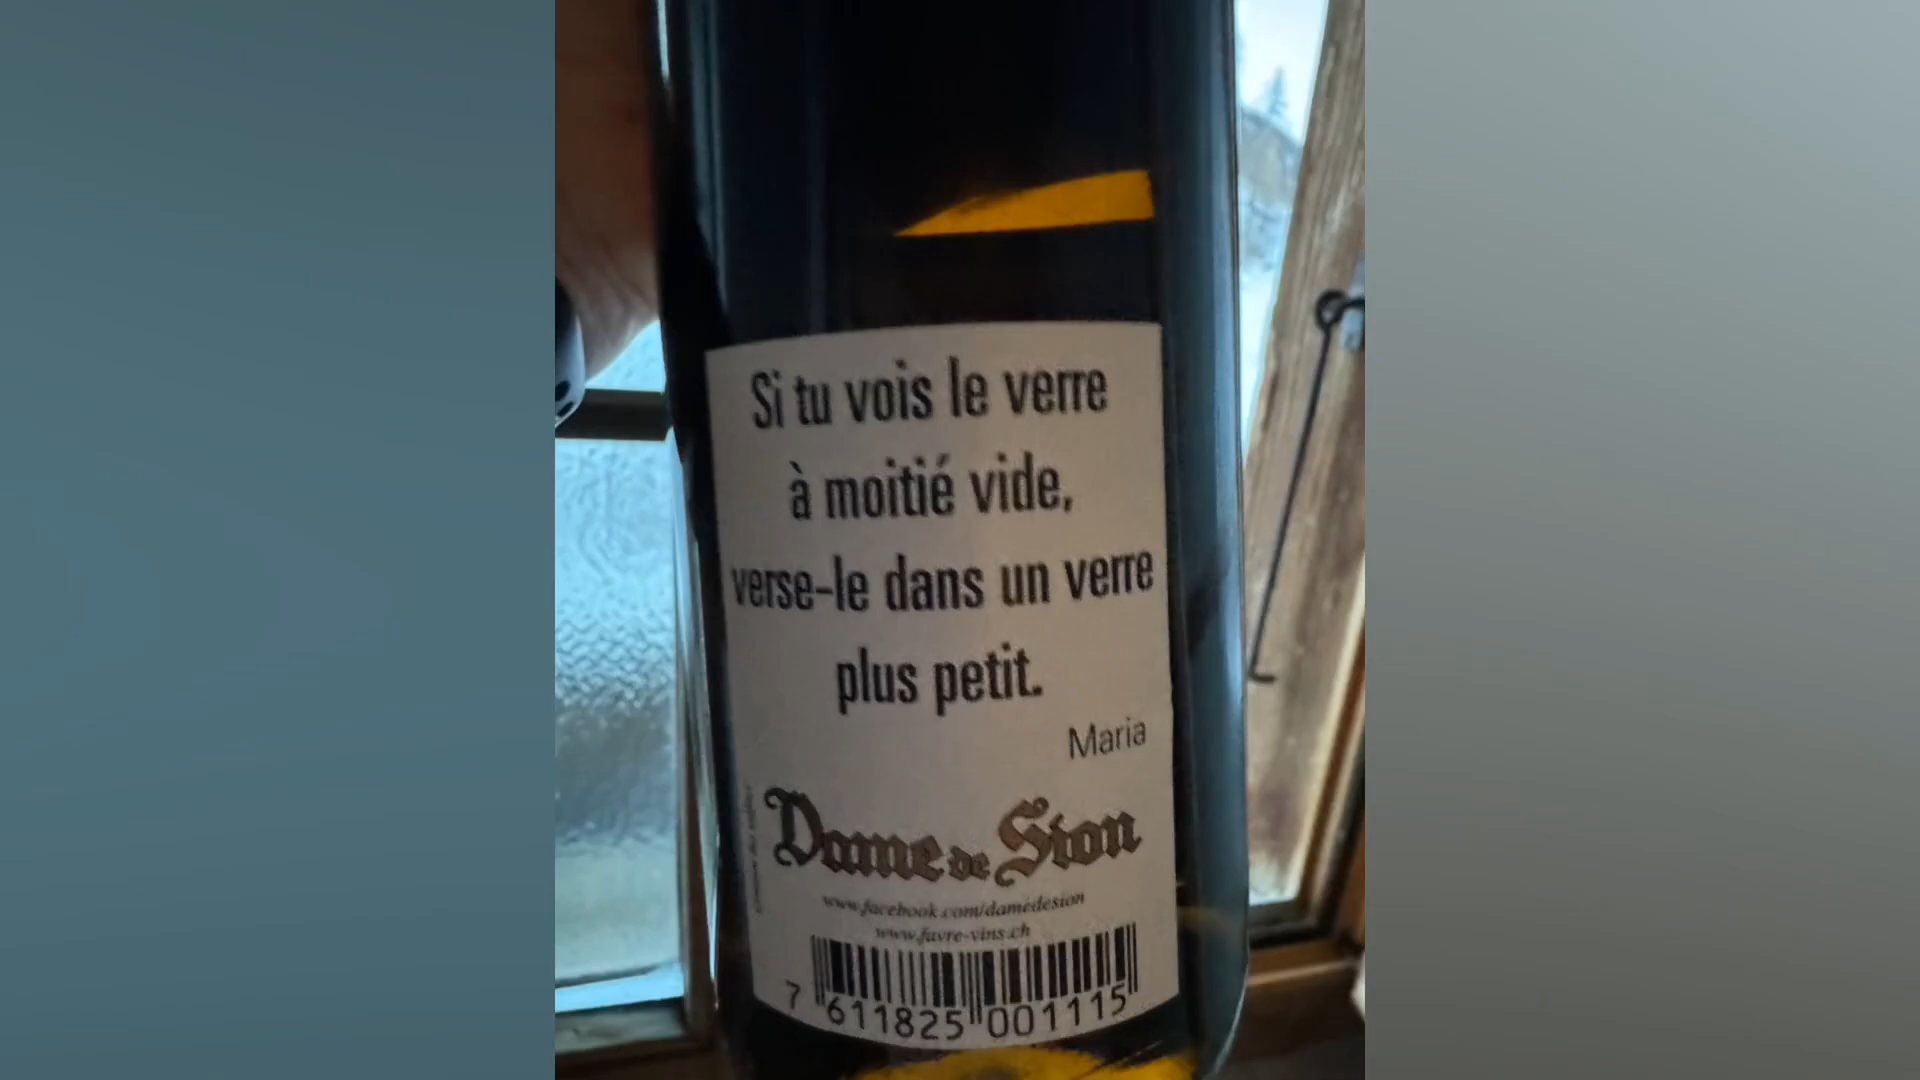 Si tu vois le verre
à moitié vide,
verse-le dans un verre
plus petit.
Maria
Dame de Sion
www.facebook.com/damedesion
www.favre-vins.ch
7 611825 001115